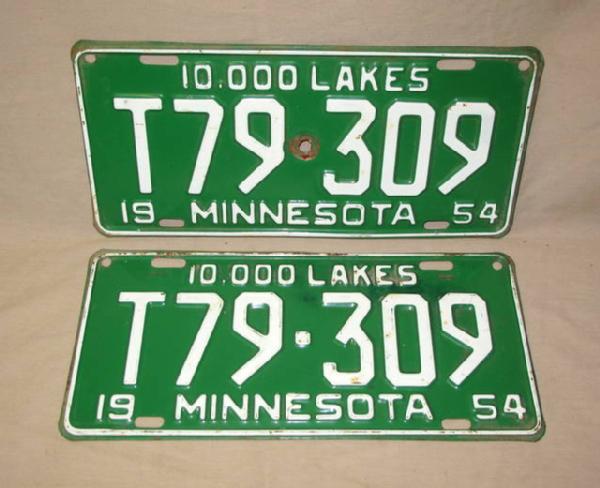 10,000 LAKES
T79 309
19 MINNESOTA 54
10,000 LAKES
T79·309
19 MINNESOTA 54